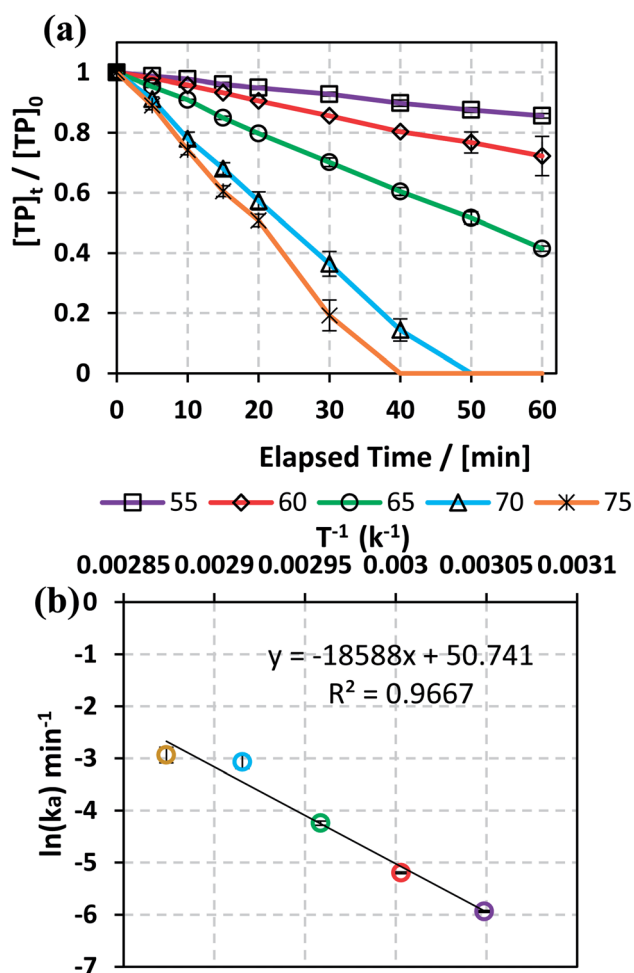 (a)
[TP]t / [TP]0
1
0.8
0.6
0.4
0.2
0
0 10 20 30 40 50 60
Elapsed Time / [min]
55 60 65 70 75
T⁻¹ (k⁻¹)
0.00285 0.0029 0.00295 0.003 0.00305 0.0031
(b)
ln(ka) min⁻¹
0
-1
-2
-3
-4
-5
-6
-7
y = -18588x + 50.741
R² = 0.9667